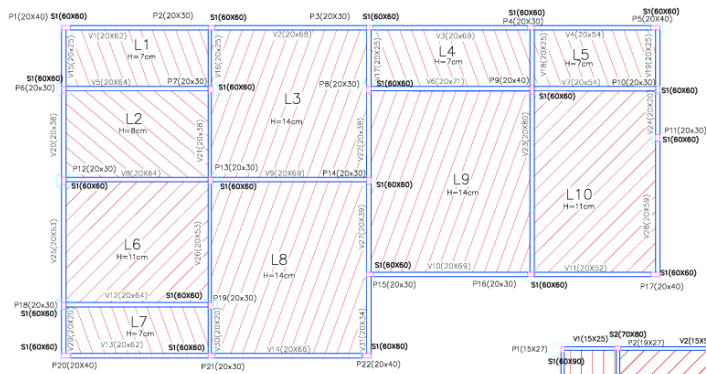 P1(20X40) S1(60X60) P2(20X30) S1(60X60) P3(20X30) S1(60X60) S1(60X60) P4(20X30) P5(20X40) S1(60X60)
V1(20X62) V2(20x68) V3(20x69) V4(20x54)
V15(20x25) L1 H=7cm V16(20x25) V17(20X25) L4 H=7cm V18(20x25) L5 H=7cm V19(20X25)
S1(60X60) P6(20x30) V5(20X64) P7(20x30) S1(60X60) P8(20X30) S1(60X60) V6(20x71) P9(20x40) V7(20x54) P10(20X30) S1(60X60) S1(60X60)
L3 H=14cm
V20(20x38) L2 H=8cm V21(20x38) V22(20x38) V23(20X80) V24(20X20) P11(20x30) S1(60X60)
P12(20x30) V8(20X64) P13(20x30) V9(20X69) P14(20X30)
S1(60X60) S1(60X60) S1(60X60)
L9 H=14cm
L10 H=11cm
V25(20X53) L6 H=11cm V26(20X53) L8 H=14cm V27(20X39) V28(20X59)
S1(60X60) V10(20X69) V11(20X52) S1(60X60)
P15(20X30) P16(20X30) S1(60X60) P17(20X40)
V12(20x64) S1(60X60) P19(20X30)
P18(20x30) S1(60X60)
V29(20X20) L7 H=7cm V30(20X20) V31(20X34)
S1(60X60) V13(20x62) S1(60X60) V14(20X66) S1(60X60)
P20(20X40) P21(20X30) P22(20x40)
V1(15X25) S2(70X80)
P1(15X27) P2(19X27) V2(15X5
S1(60X90)